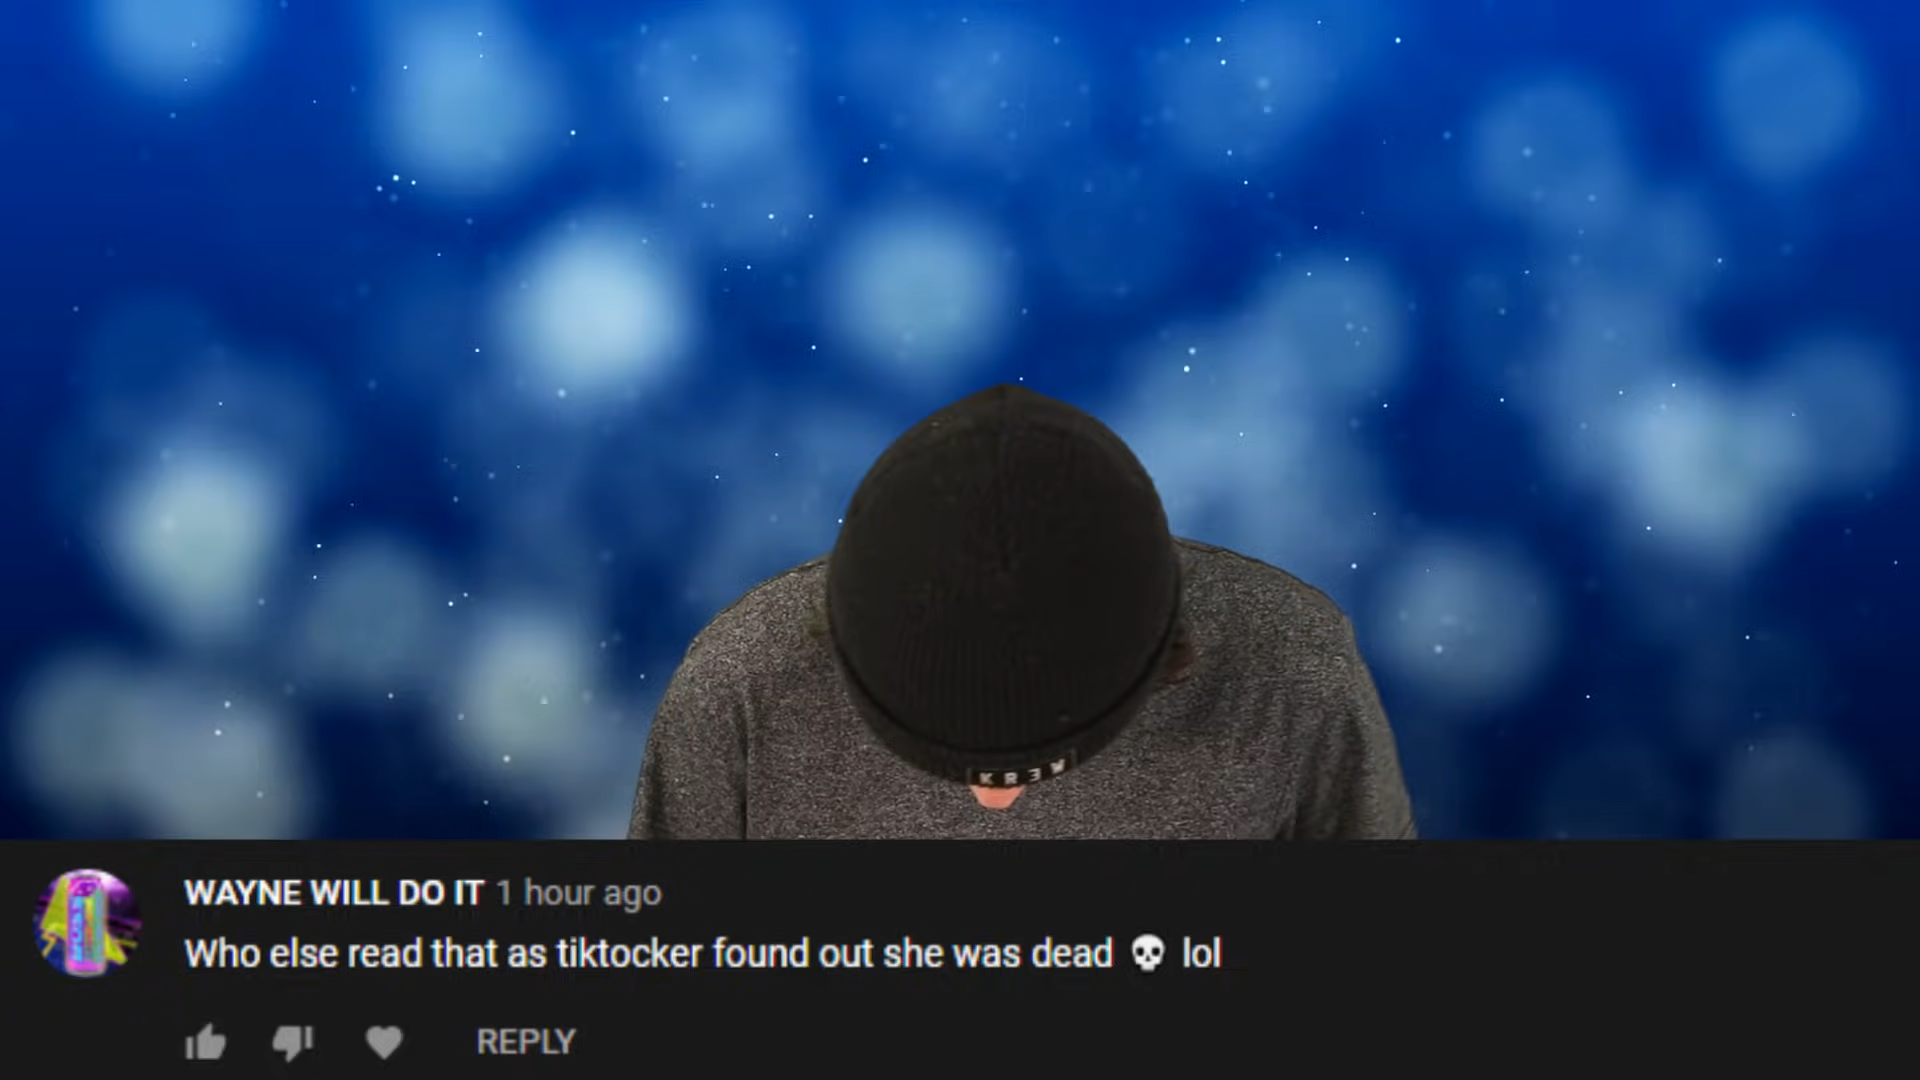 KR3W
WAYNE WILL DO IT 1 hour ago
Who else read that as tiktocker found out she was dead 💀 lol
REPLY